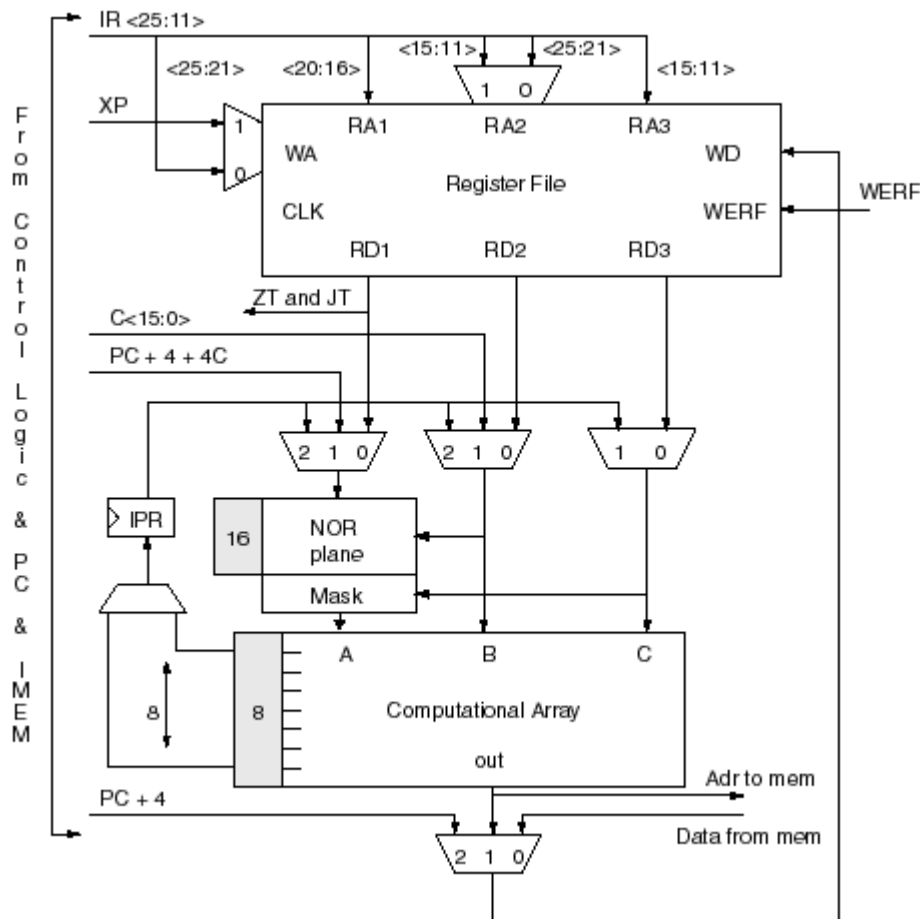 IR <25:11>
<15:11> <25:21>
<25:21> <20:16> <15:11>
1 0
XP
1
RA1 RA2 RA3
WA WD
0
Register File
CLK WERF
WERF
RD1 RD2 RD3
ZT and JT
C<15:0>
PC + 4 + 4C
2 1 0 2 1 0 1 0
IPR
16 NOR
plane
Mask
A B C
8 8 Computational Array
out
Adr to mem
PC + 4
Data from mem
2 1 0
From Control Logic & PC & IMEM